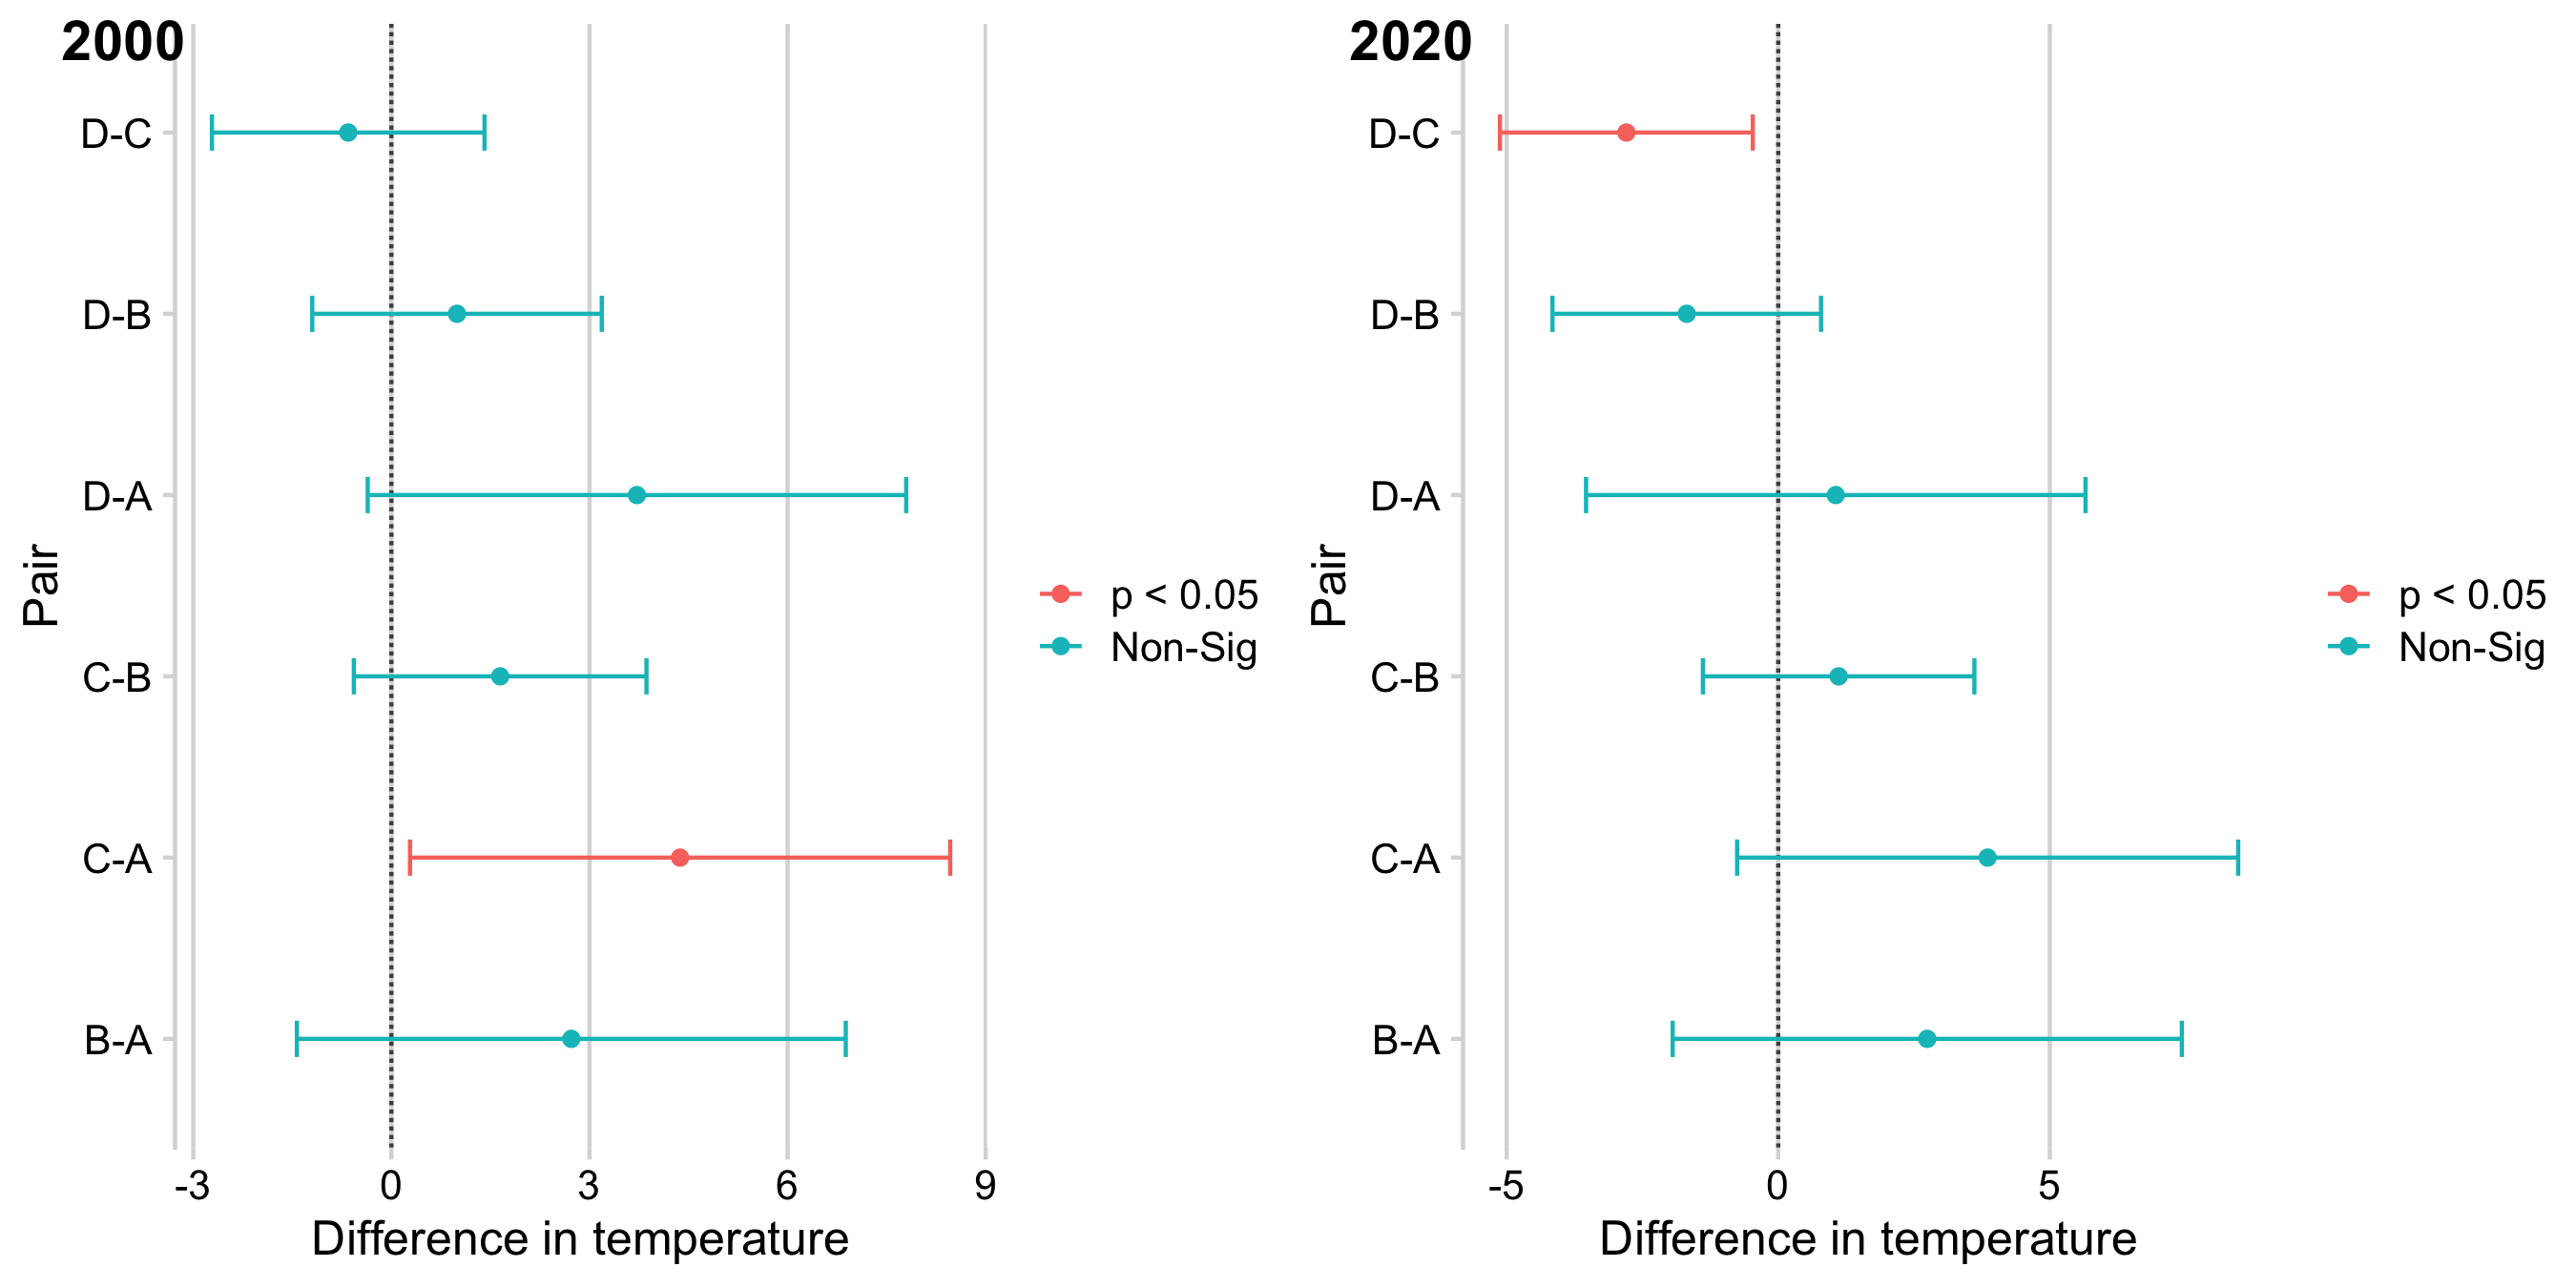 2000
D-C
D-B
D-A
C-B
C-A
B-A
Pair
-3 0 3 6 9
Difference in temperature
p < 0.05
Non-Sig
2020
D-C
D-B
D-A
C-B
C-A
B-A
Pair
-5 0 5
Difference in temperature
p < 0.05
Non-Sig